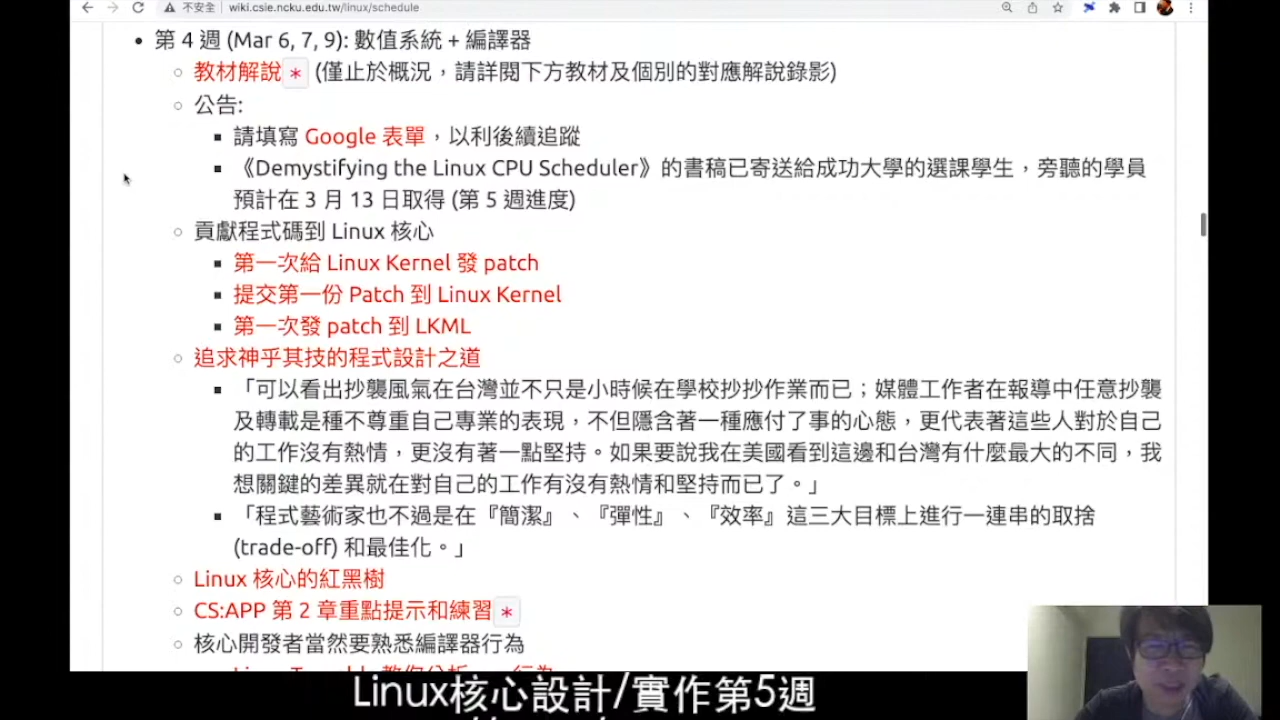 不安全 wiki.csie.ncku.edu.tw/linux/schedule
第 4 週 (Mar 6, 7, 9): 數值系統 + 編譯器
教材解說 * (僅止於概況，請詳閱下方教材及個別的對應解說錄影)
公告:
請填寫 Google 表單，以利後續追蹤
《Demystifying the Linux CPU Scheduler》的書稿已寄送給成功大學的選課學生，旁聽的學員
預計在 3 月 13 日取得 (第 5 週進度)
貢獻程式碼到 Linux 核心
第一次給 Linux Kernel 發 patch
提交第一份 Patch 到 Linux Kernel
第一次發 patch 到 LKML
追求神乎其技的程式設計之道
「可以看出抄襲風氣在台灣並不只是小時候在學校抄抄作業而已；媒體工作者在報導中任意抄襲
及轉載是種不尊重自己專業的表現，不但隱含著一種應付了事的心態，更代表著這些人對於自己
的工作沒有熱情，更沒有著一點堅持。如果要說我在美國看到這邊和台灣有什麼最大的不同，我
想關鍵的差異就在對自己的工作有沒有熱情和堅持而已了。」
「程式藝術家也不過是在『簡潔』、『彈性』、『效率』這三大目標上進行一連串的取捨
(trade-off) 和最佳化。」
Linux 核心的紅黑樹
CS:APP 第 2 章重點提示和練習 *
核心開發者當然要熟悉編譯器行為
Linux核心設計/實作第5週